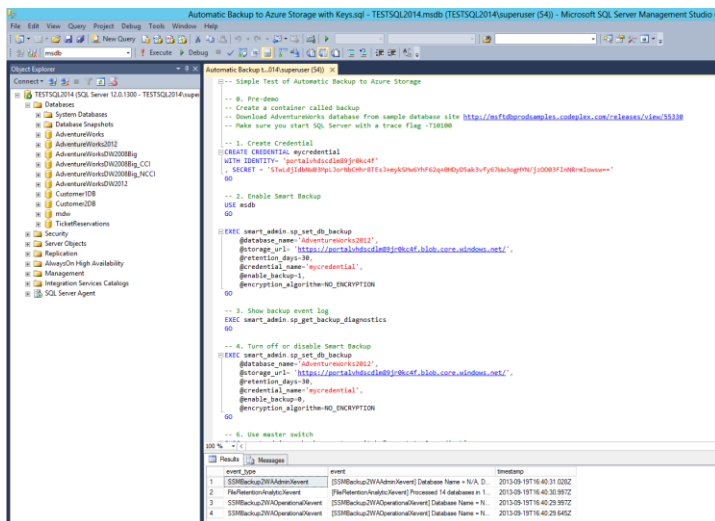 Automatic Backup to Azure Storage with Keys.sql - TESTSQL2014.msdb (TESTSQL2014\superuser (54)) - Microsoft SQL Server Management Studio
File Edit View Query Project Debug Tools Window Help
New Query
msdb Execute Debug
Object Explorer
Connect
TESTSQL2014 (SQL Server 12.0.1300 - TESTSQL2014\supe
Databases
System Databases
Database Snapshots
AdventureWorks
AdventureWorks2012
AdventureWorksDW2008Big
AdventureWorksDW2008Big_CCI
AdventureWorksDW2008Big_NCCI
AdventureWorksDW2012
Customer1DB
Customer2DB
mdw
TicketReservations
Security
Server Objects
Replication
AlwaysOn High Availability
Management
Integration Services Catalogs
SQL Server Agent
Automatic Backup t...014\superuser (54))
-- Simple Test of Automatic Backup to Azure Storage
-- 0. Pre-demo
-- Create a container called backup
-- Download AdventureWorks database from sample database site http://msftdbprodsamples.codeplex.com/releases/view/55330
-- Make sure you start SQL Server with a trace flag -T10100
-- 1. Create Credential
CREATE CREDENTIAL mycredential
WITH IDENTITY= 'portalvhdscdlm89jr0kc4f'
, SECRET =
GO
-- 2. Enable Smart Backup
USE msdb
GO
EXEC smart_admin.sp_set_db_backup
@database_name='AdventureWorks2012',
@storage_url= 'https://portalvhdscdlm89jr0kc4f.blob.core.windows.net/',
@retention_days=30,
@credential_name='mycredential',
@enable_backup=1,
@encryption_algorithm=NO_ENCRYPTION
GO
-- 3. Show backup event log
EXEC smart_admin.sp_get_backup_diagnostics
GO
-- 4. Turn off or disable Smart Backup
EXEC smart_admin.sp_set_db_backup
@database_name='AdventureWorks2012',
@storage_url= 'https://portalvhdscdlm89jr0kc4f.blob.core.windows.net/',
@retention_days=30,
@credential_name='mycredential',
@enable_backup=0,
@encryption_algorithm=NO_ENCRYPTION
GO
-- 6. Use master switch
100 %
Results Messages
event_type event timestamp
1 SSMBackup2WAAdminXevent [SSMBackup2WAAdminXevent] Database Name = N/A, D... 2013-09-19T16:40:31.028Z
2 FileRetentionAnalyticXevent [FileRetentionAnalyticXevent] Processed 14 databases in 1... 2013-09-19T16:40:30.997Z
3 SSMBackup2WAOperationalXevent [SSMBackup2WAOperationalXevent] Database Name = N... 2013-09-19T16:40:29.997Z
4 SSMBackup2WAOperationalXevent [SSMBackup2WAOperationalXevent] Database Name = N... 2013-09-19T16:40:29.645Z